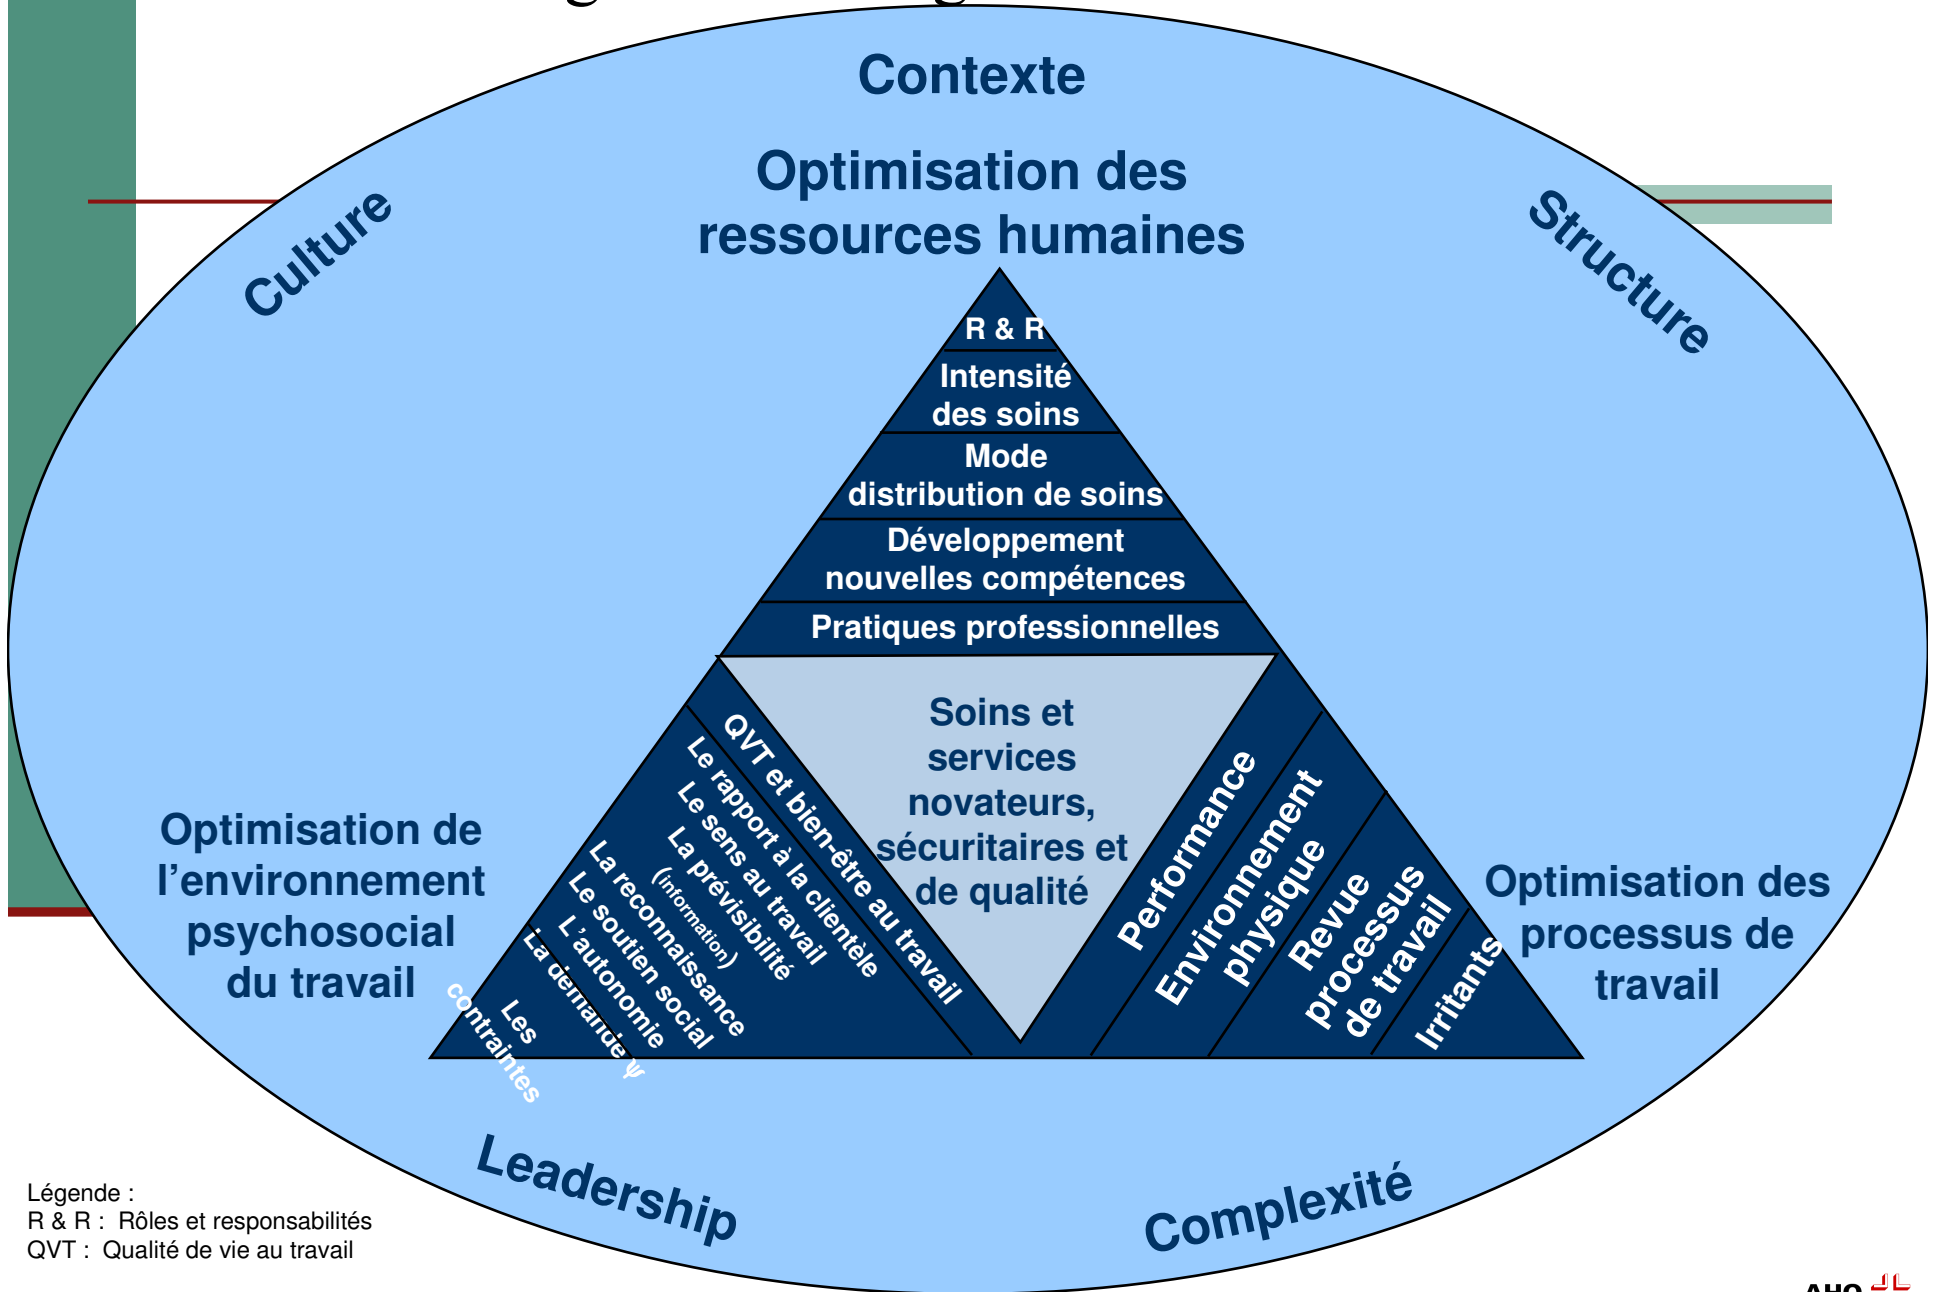 Contexte
Optimisation des
ressources humaines
Culture
Structure
R & R
Intensité
des soins
Mode
distribution de soins
Développement
nouvelles compétences
Pratiques professionnelles
Soins et
services
novateurs,
sécuritaires et
de qualité
Optimisation de
l’environnement
psychosocial
du travail
QVT et bien-être au travail
Le rapport à la clientèle
Le sens au travail
La prévisibilité
(information)
La reconnaissance
Le soutien social
L’autonomie
La demande ψ
Les
contraintes
Performance
Environnement
physique
Revue
processus
de travail
Irritants
Optimisation des
processus de
travail
Leadership
Complexité
Légende :
R & R : Rôles et responsabilités
QVT : Qualité de vie au travail